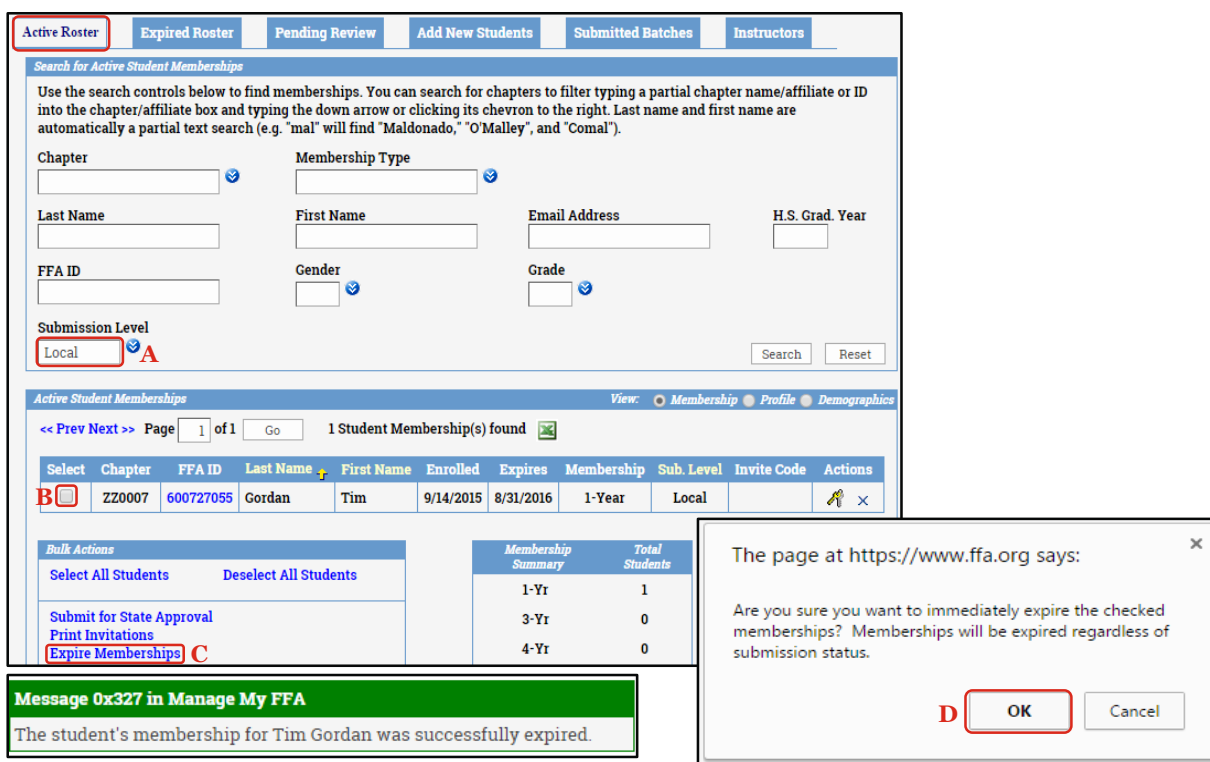 Active Roster Expired Roster Pending Review Add New Students Submitted Batches Instructors
Search for Active Student Memberships
Use the search controls below to find memberships. You can search for chapters to filter typing a partial chapter name/affiliate or ID
into the chapter/affiliate box and typing the down arrow or clicking its chevron to the right. Last name and first name are
automatically a partial text search (e.g. "mal" will find "Maldonado," "O'Malley", and "Comal").
Chapter Membership Type
Last Name First Name Email Address H.S. Grad. Year
FFA ID Gender Grade
Submission Level
Local A Search Reset
Active Student Memberships View: Membership Profile Demographics
<< Prev Next >> Page 1 of 1 Go 1 Student Membership(s) found
Select Chapter FFA ID Last Name First Name Enrolled Expires Membership Sub. Level Invite Code Actions
B ZZ0007 600727055 Gordan Tim 9/14/2015 8/31/2016 1-Year Local
Bulk Actions
Select All Students Deselect All Students
Submit for State Approval
Print Invitations
Expire Memberships C
Membership Total
Summary Students
1-Yr 1
3-Yr 0
4-Yr 0
The page at https://www.ffa.org says:
Are you sure you want to immediately expire the checked
memberships? Memberships will be expired regardless of
submission status.
D OK Cancel
Message 0x327 in Manage My FFA
The student's membership for Tim Gordan was successfully expired.